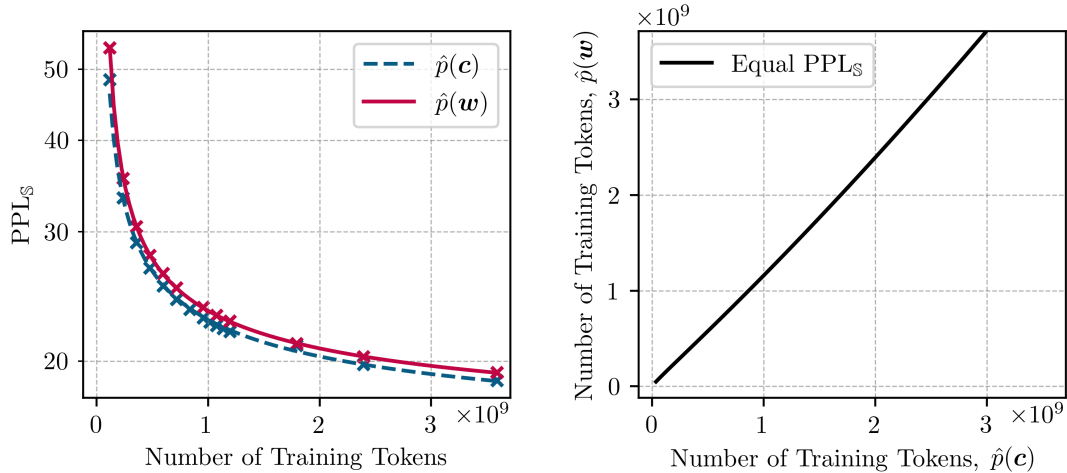 50
40
30
20
PPL𝕊
p̂(c)
p̂(w)
0
1
2
3
×10⁹
Number of Training Tokens
×10⁹
3
2
1
0
Number of Training Tokens, p̂(w)
Equal PPL𝕊
0
1
2
3
×10⁹
Number of Training Tokens, p̂(c)